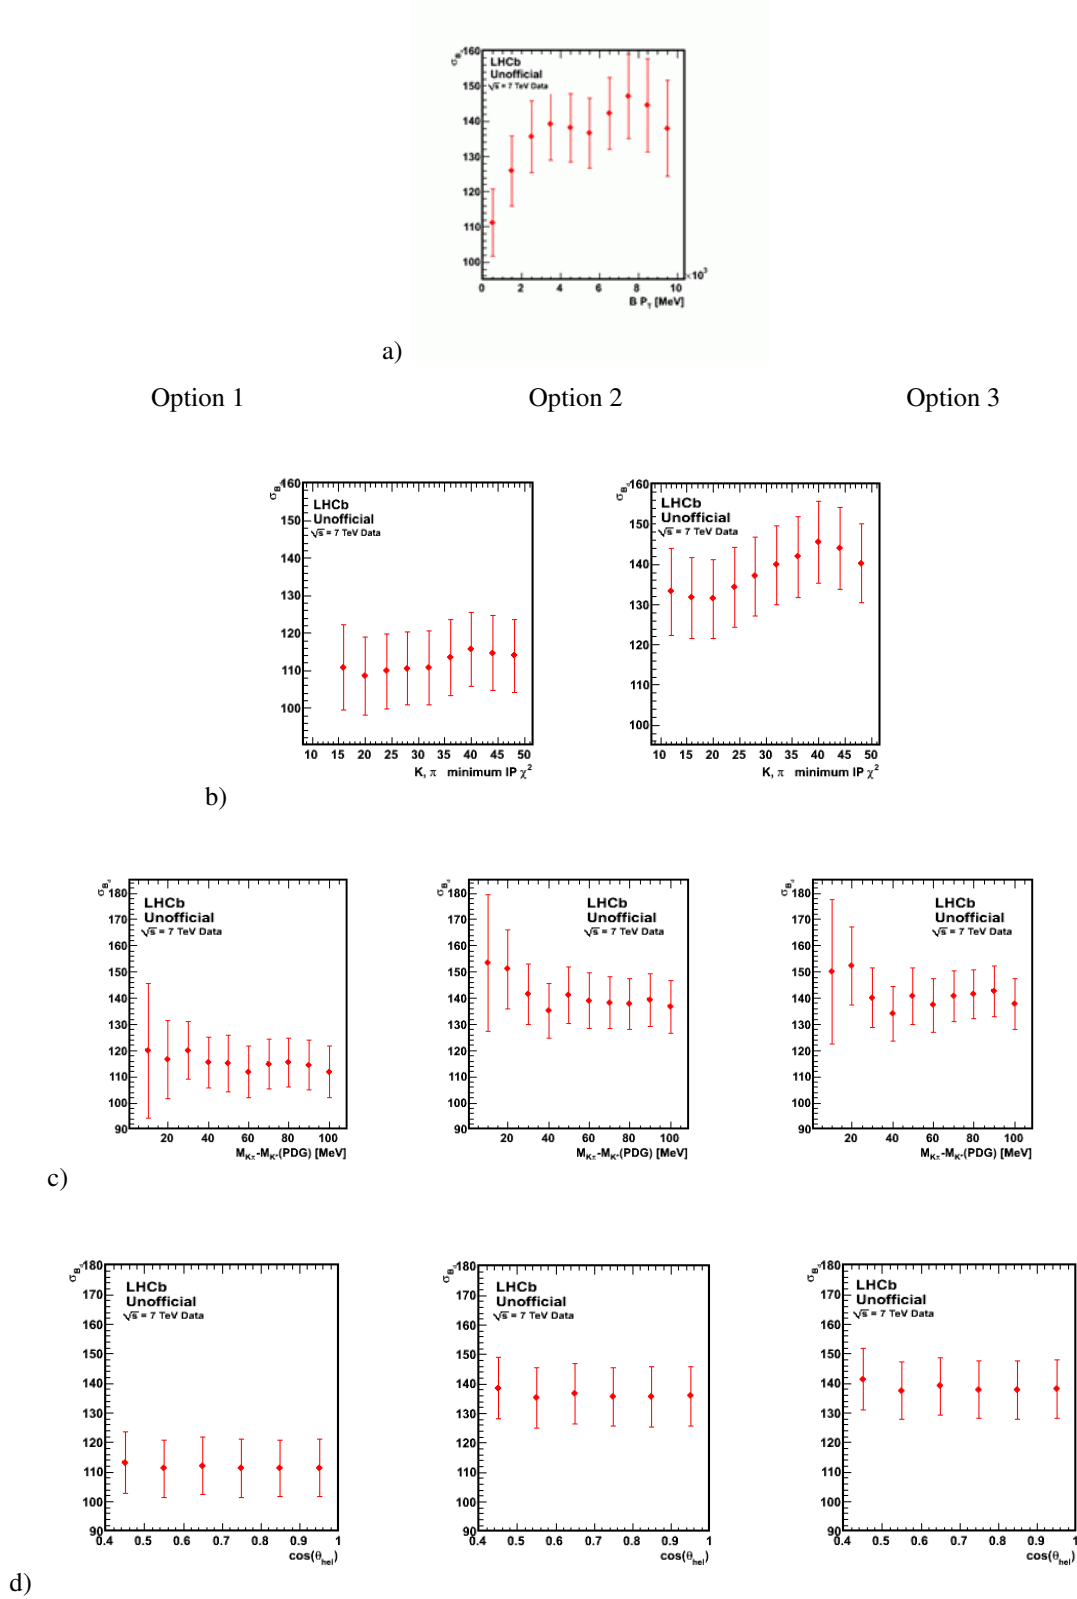 σ_B_d
160
LHCb
Unofficial
√s = 7 TeV Data
150
140
130
120
110
100
×10³
0 2 4 6 8 10
B P_T [MeV]
a)
Option 1 Option 2 Option 3
σ_B_d 160 σ_B_d 160
LHCb LHCb
Unofficial Unofficial
√s = 7 TeV Data √s = 7 TeV Data
150 150
140 140
130 130
120 120
110 110
100 100
10 15 20 25 30 35 40 45 50 10 15 20 25 30 35 40 45 50
K, π minimum IP χ² K, π minimum IP χ²
b)
σ_B_d σ_B_d σ_B_d
180 180 180
LHCb LHCb LHCb
170 170 170
Unofficial Unofficial Unofficial
√s = 7 TeV Data √s = 7 TeV Data √s = 7 TeV Data
160 160 160
150 150 150
140 140 140
130 130 130
120 120 120
110 110 110
100 100 100
90 90 90
20 40 60 80 100 20 40 60 80 100 20 40 60 80 100
M_Kπ-M_K*(PDG) [MeV] M_Kπ-M_K*(PDG) [MeV] M_Kπ-M_K*(PDG) [MeV]
c)
σ_B_d 180 σ_B_d 180 σ_B_d 180
LHCb LHCb LHCb
170 170 170
Unofficial Unofficial Unofficial
√s = 7 TeV Data √s = 7 TeV Data √s = 7 TeV Data
160 160 160
150 150 150
140 140 140
130 130 130
120 120 120
110 110 110
100 100 100
90 90 90
0.4 0.5 0.6 0.7 0.8 0.9 1 0.4 0.5 0.6 0.7 0.8 0.9 1 0.4 0.5 0.6 0.7 0.8 0.9 1
cos(θ_hel) cos(θ_hel) cos(θ_hel)
d)